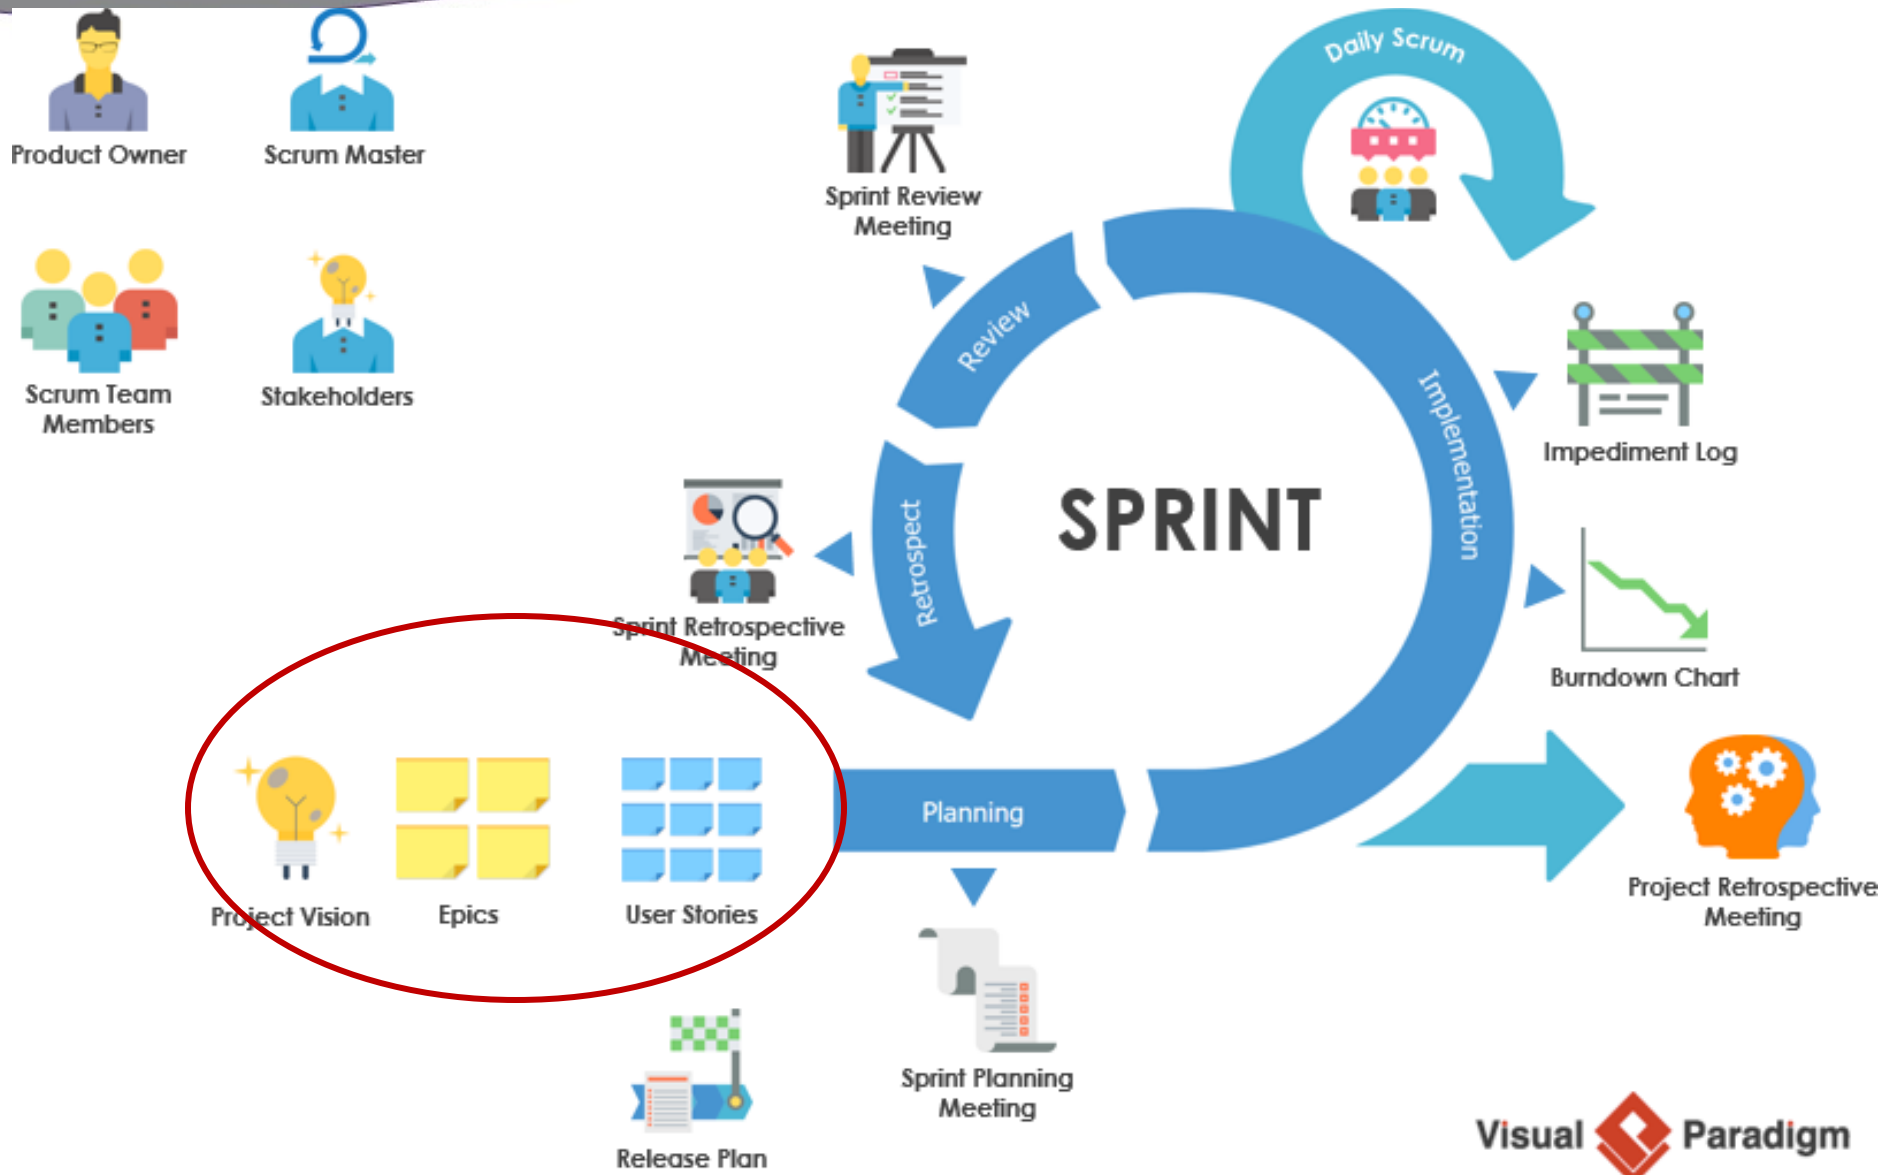 Product Owner
Scrum Master
Scrum Team
Members
Stakeholders
Sprint Review
Meeting
Daily Scrum
Review
Implementation
Retrospect
SPRINT
Impediment Log
Burndown Chart
Sprint Retrospective
Meeting
Project Vision
Epics
User Stories
Planning
Project Retrospective
Meeting
Sprint Planning
Meeting
Release Plan
Visual Paradigm